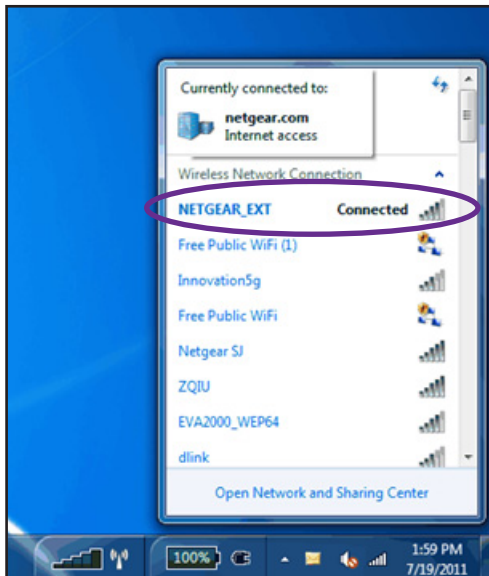 Currently connected to:
netgear.com
Internet access
Wireless Network Connection
NETGEAR_EXT Connected
Free Public WiFi (1)
Innovation5g
Free Public WiFi
Netgear SJ
ZQIU
EVA2000_WEP64
dlink
Open Network and Sharing Center
100%
1:59 PM
7/19/2011